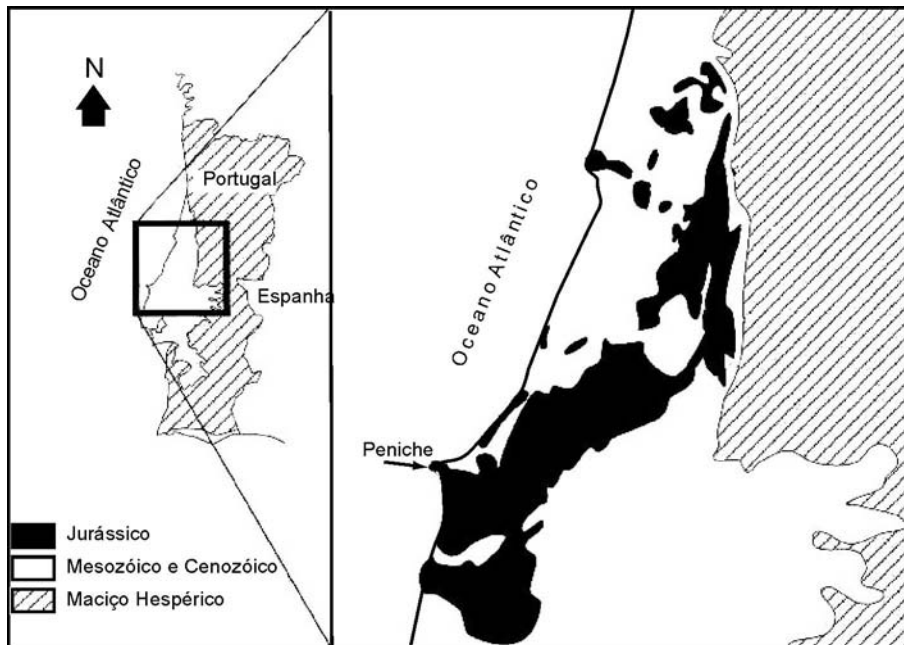 N
Oceano Atlântico
Portugal
Espanha
Jurássico
Mesozóico e Cenozóico
Maciço Hespérico
Oceano Atlântico
Peniche